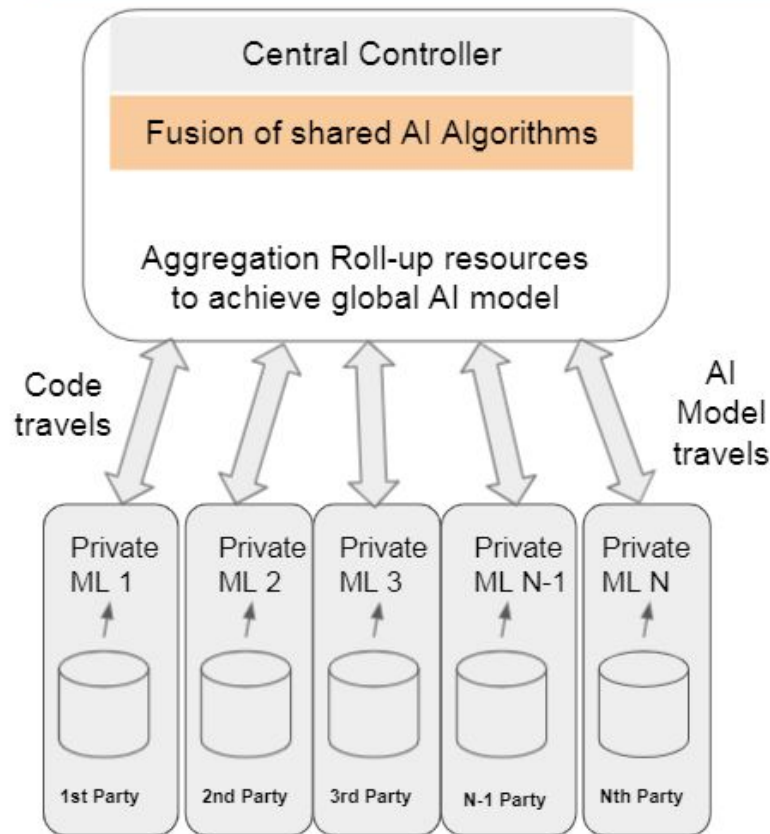 Central Controller
Fusion of shared AI Algorithms
Aggregation Roll-up resources
to achieve global AI model
Code
travels
AI
Model
travels
Private
ML 1
Private
ML 2
Private
ML 3
Private
ML N-1
Private
ML N
1st Party
2nd Party
3rd Party
N-1 Party
Nth Party